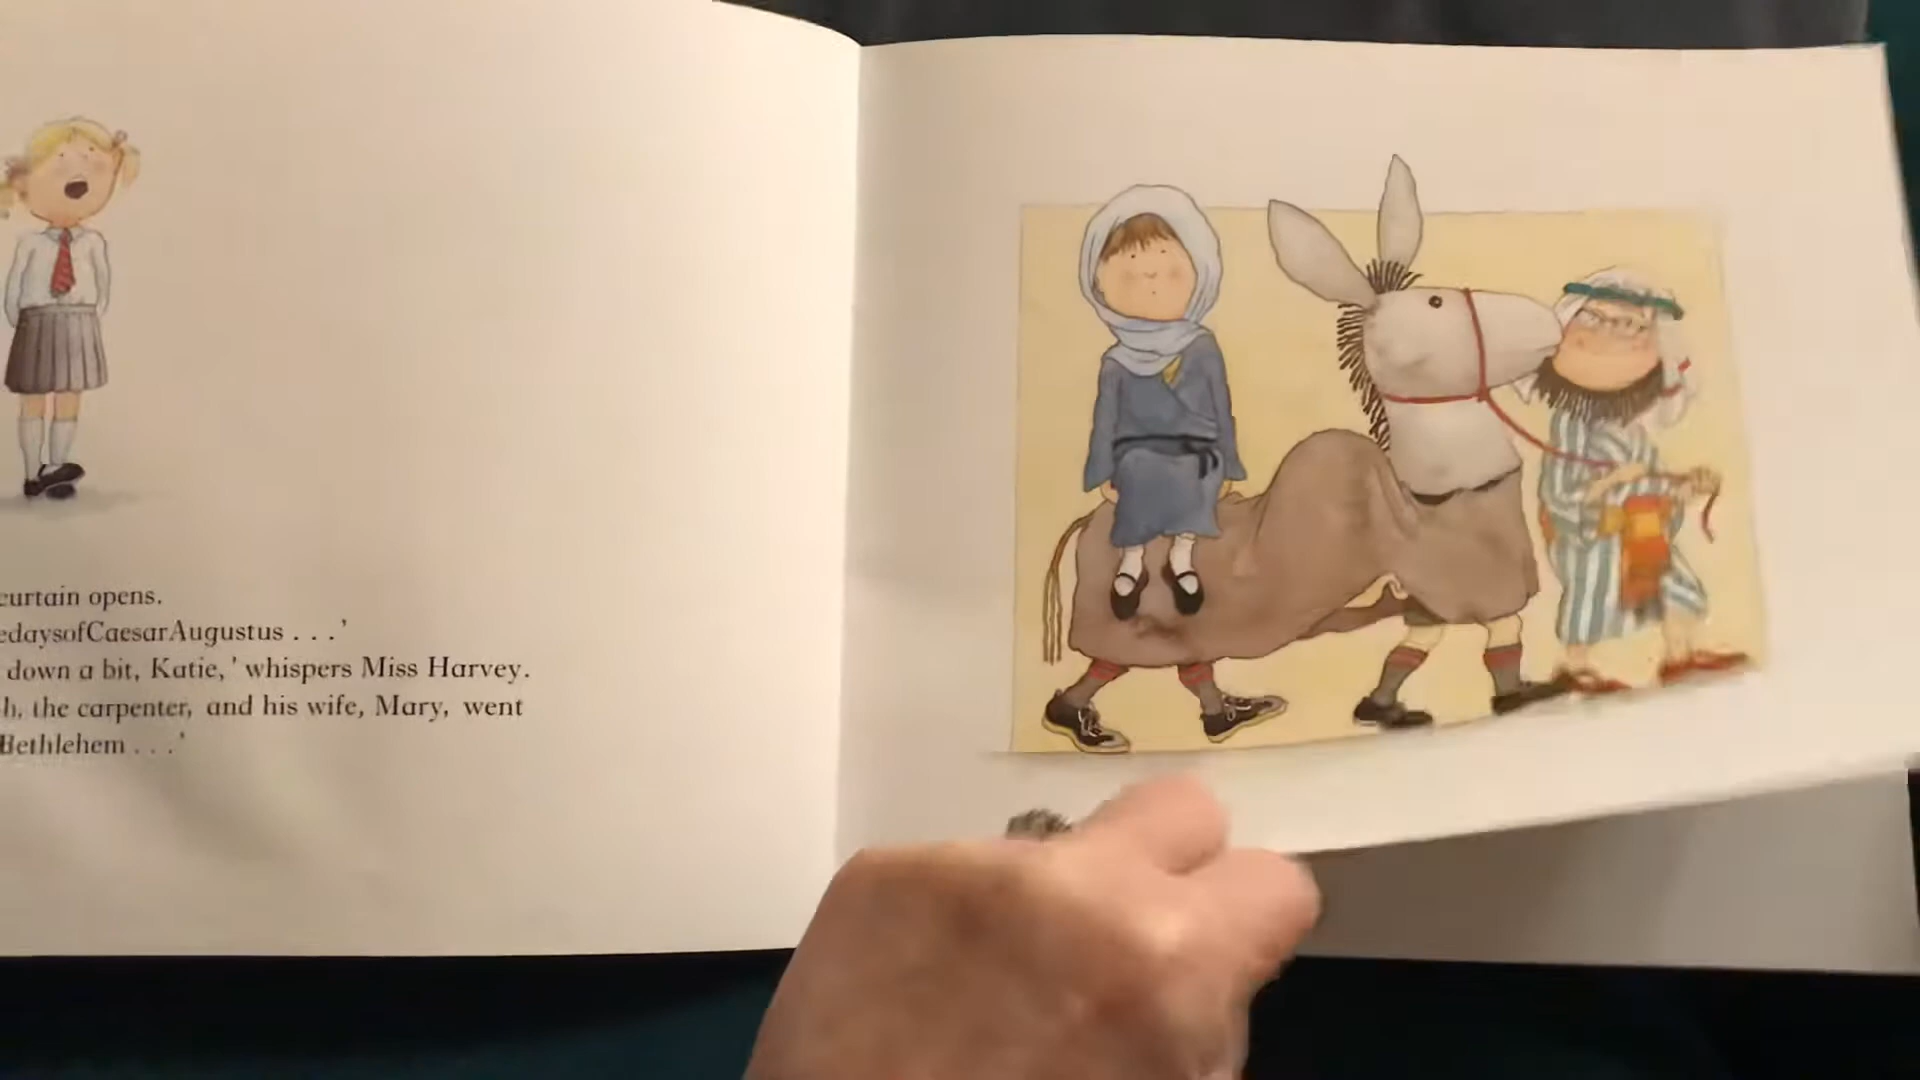 curtain opens.
edaysofCaesarAugustus . . .'
down a bit, Katie,' whispers Miss Harvey.
h, the carpenter, and his wife, Mary, went
Bethlehem . . .'